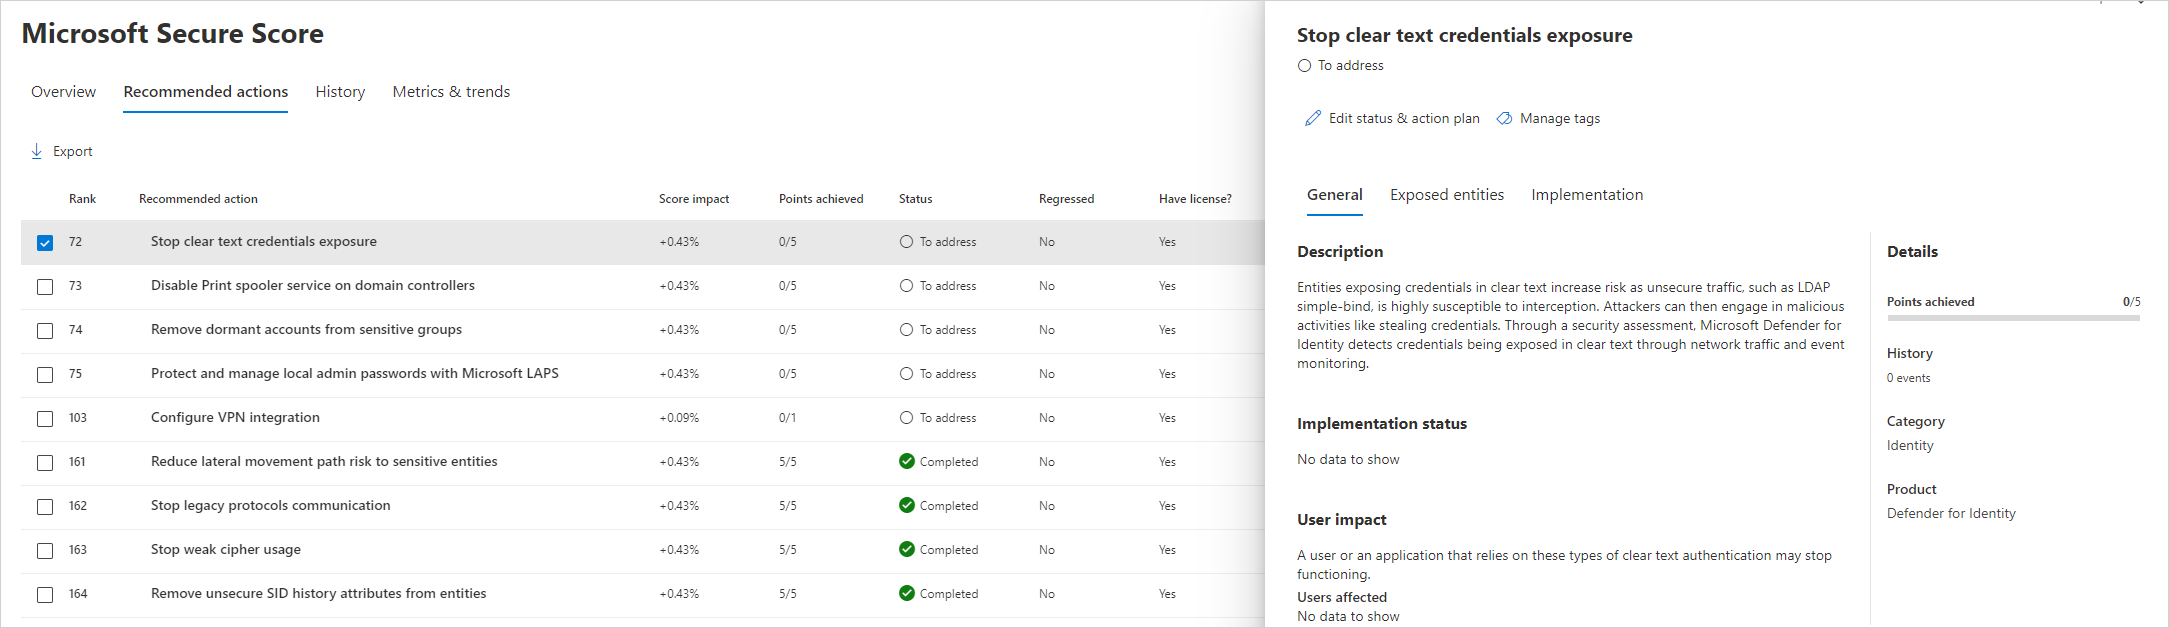 Microsoft Secure Score
Overview Recommended actions History Metrics & trends
Export
Rank Recommended action Score impact Points achieved Status Regressed Have license?
72 Stop clear text credentials exposure +0.43% 0/5 To address No Yes
73 Disable Print spooler service on domain controllers +0.43% 0/5 To address No Yes
74 Remove dormant accounts from sensitive groups +0.43% 0/5 To address No Yes
75 Protect and manage local admin passwords with Microsoft LAPS +0.43% 0/5 To address No Yes
103 Configure VPN integration +0.09% 0/1 To address No Yes
161 Reduce lateral movement path risk to sensitive entities +0.43% 5/5 Completed No Yes
162 Stop legacy protocols communication +0.43% 5/5 Completed No Yes
163 Stop weak cipher usage +0.43% 5/5 Completed No Yes
164 Remove unsecure SID history attributes from entities +0.43% 5/5 Completed No Yes
Stop clear text credentials exposure
To address
Edit status & action plan Manage tags
General Exposed entities Implementation
Description
Entities exposing credentials in clear text increase risk as unsecure traffic, such as LDAP
simple-bind, is highly susceptible to interception. Attackers can then engage in malicious
activities like stealing credentials. Through a security assessment, Microsoft Defender for
Identity detects credentials being exposed in clear text through network traffic and event
monitoring.
Implementation status
No data to show
User impact
A user or an application that relies on these types of clear text authentication may stop
functioning.
Users affected
No data to show
Details
Points achieved 0/5
History
0 events
Category
Identity
Product
Defender for Identity